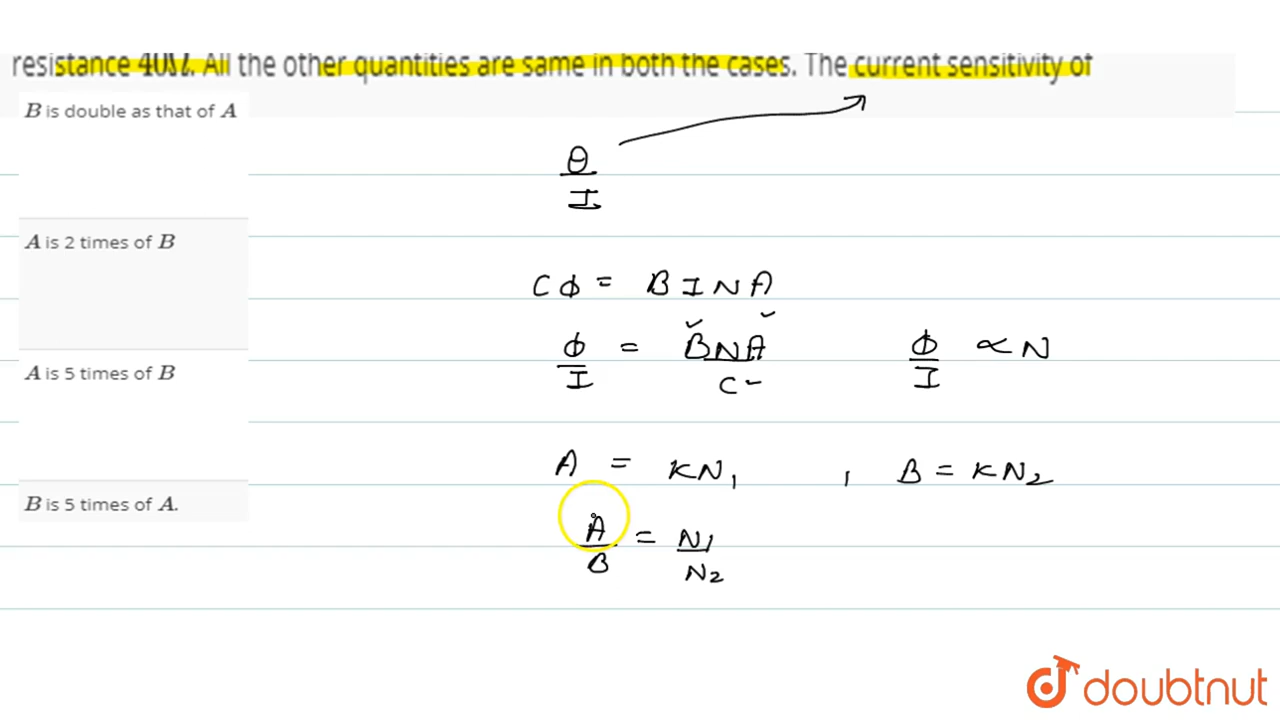 resistance 40Ω. All the other quantities are same in both the cases. The current sensitivity of
B is double as that of A
A is 2 times of B
A is 5 times of B
B is 5 times of A.
θ
I
Cϕ = BINA
ϕ/I = BNA/C
ϕ/I ∝ N
A = KN₁ , B = KN₂
A/B = N₁/N₂
doubtnut